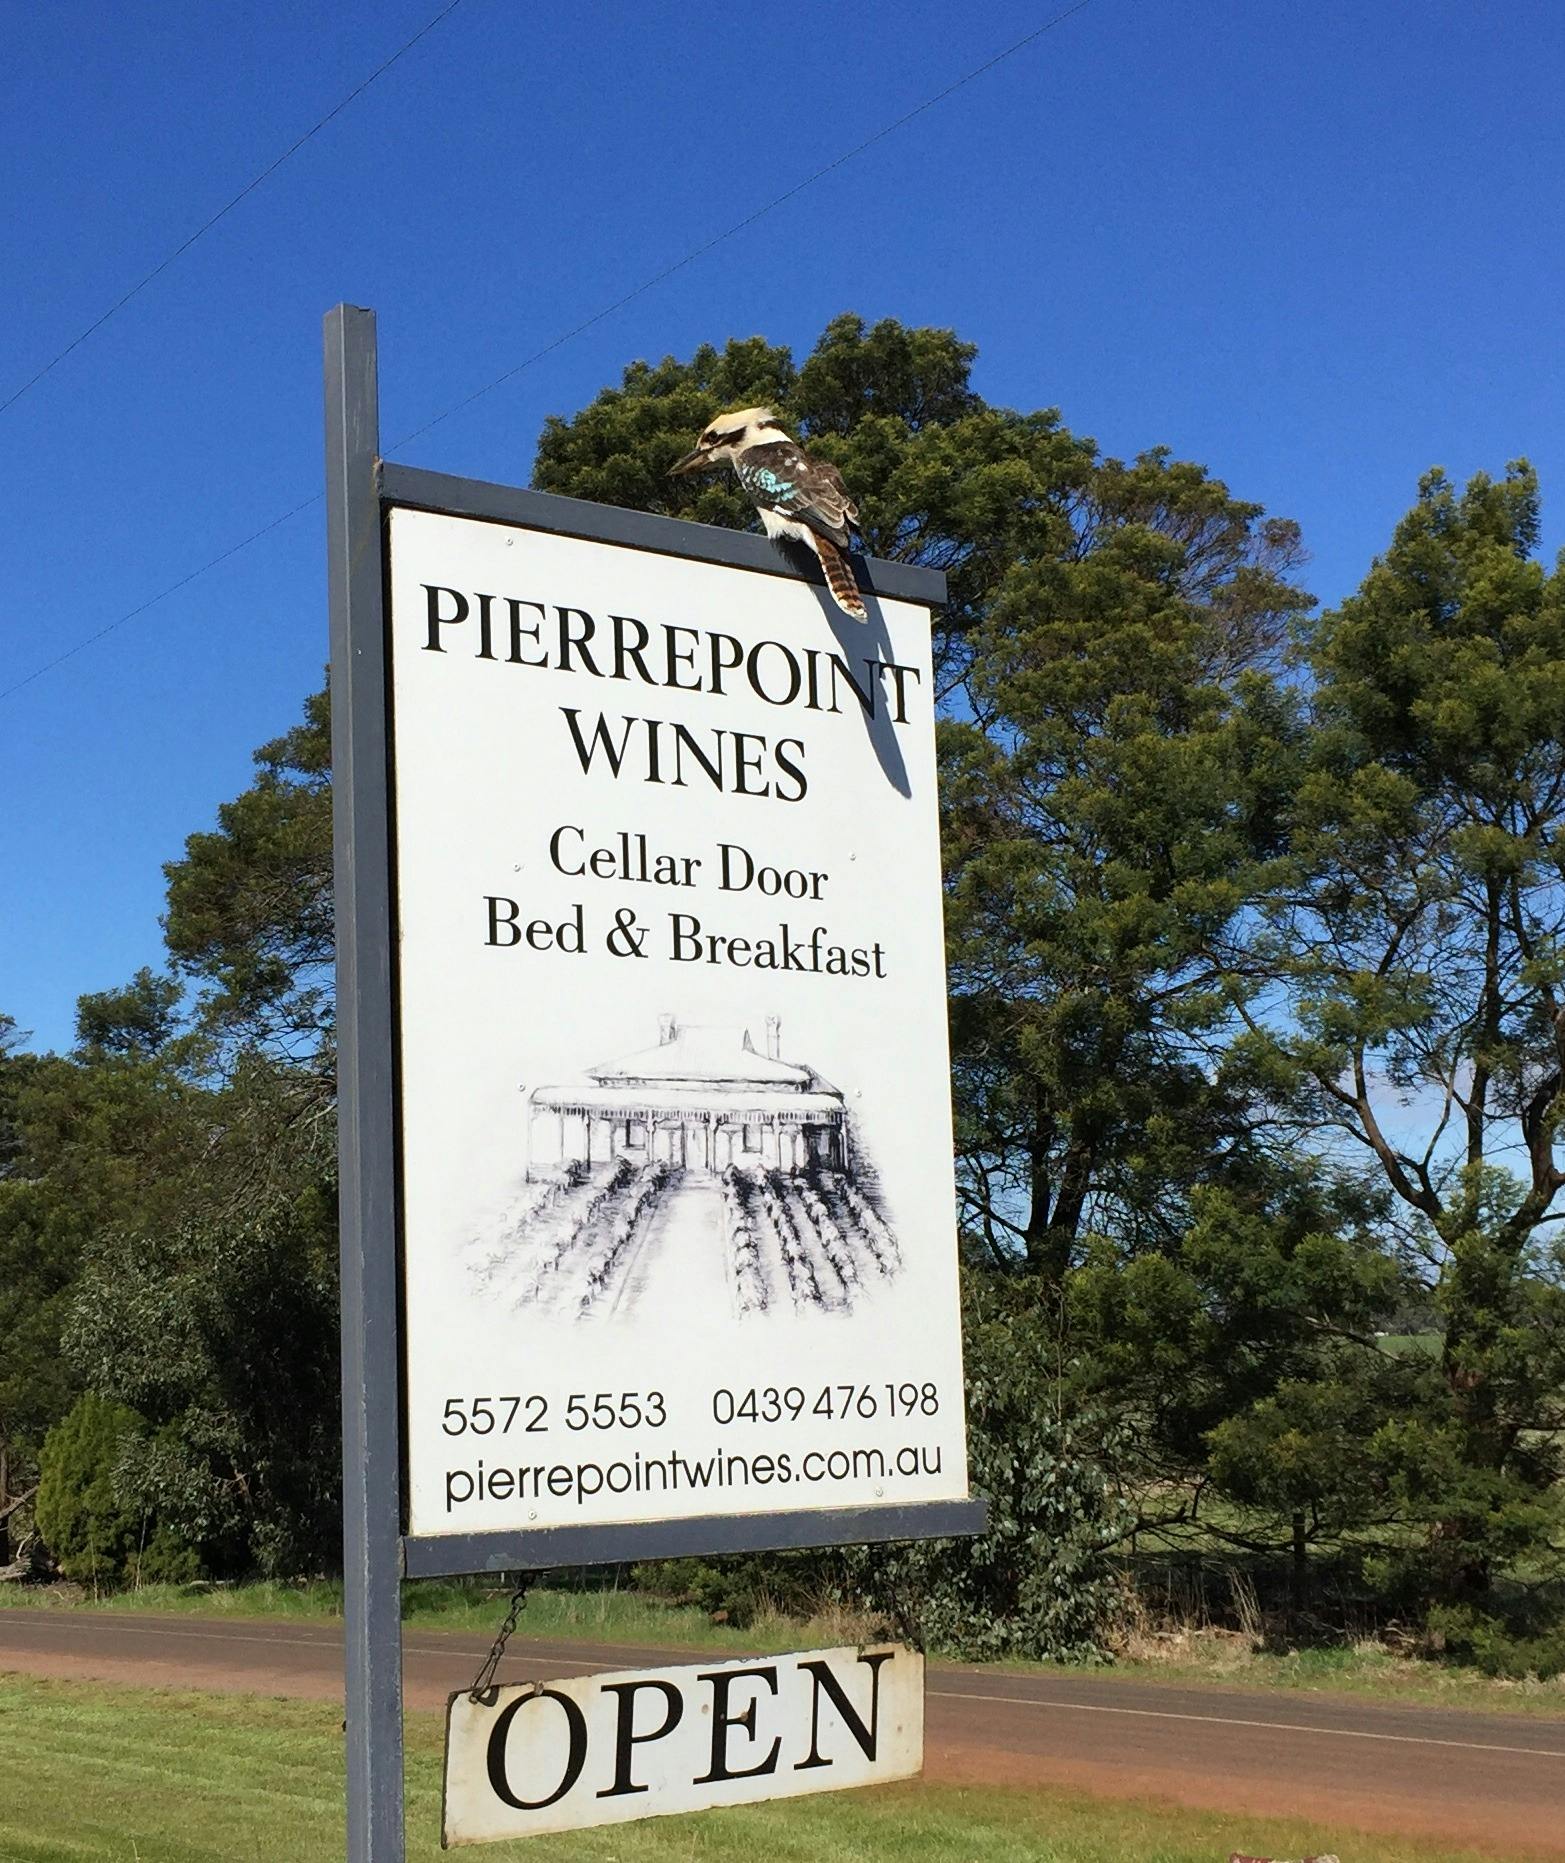 PIERREPOINT
WINES
Cellar Door
Bed & Breakfast
5572 5553 0439 476 198
pierrepointwines.com.au
OPEN